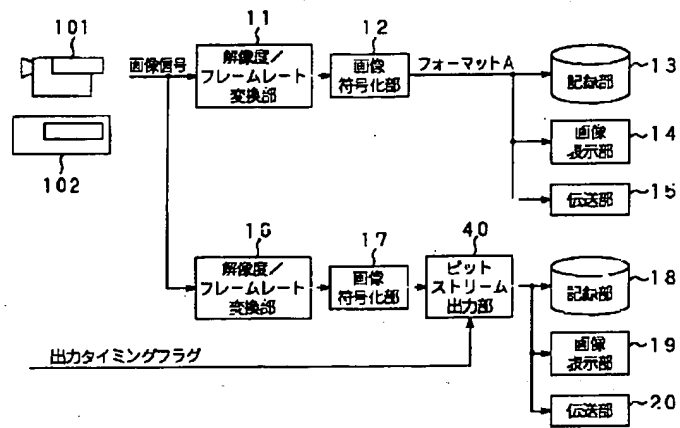 101
102
画像信号
11
解像度/
フレームレート
変換部
12
画像
符号化部
フォーマットA
記録部
13
画像
表示部
14
伝送部
15
16
解像度/
フレームレート
変換部
17
画像
符号化部
40
ビット
ストリーム
出力部
記録部
18
画像
表示部
19
伝送部
20
出力タイミングフラグ